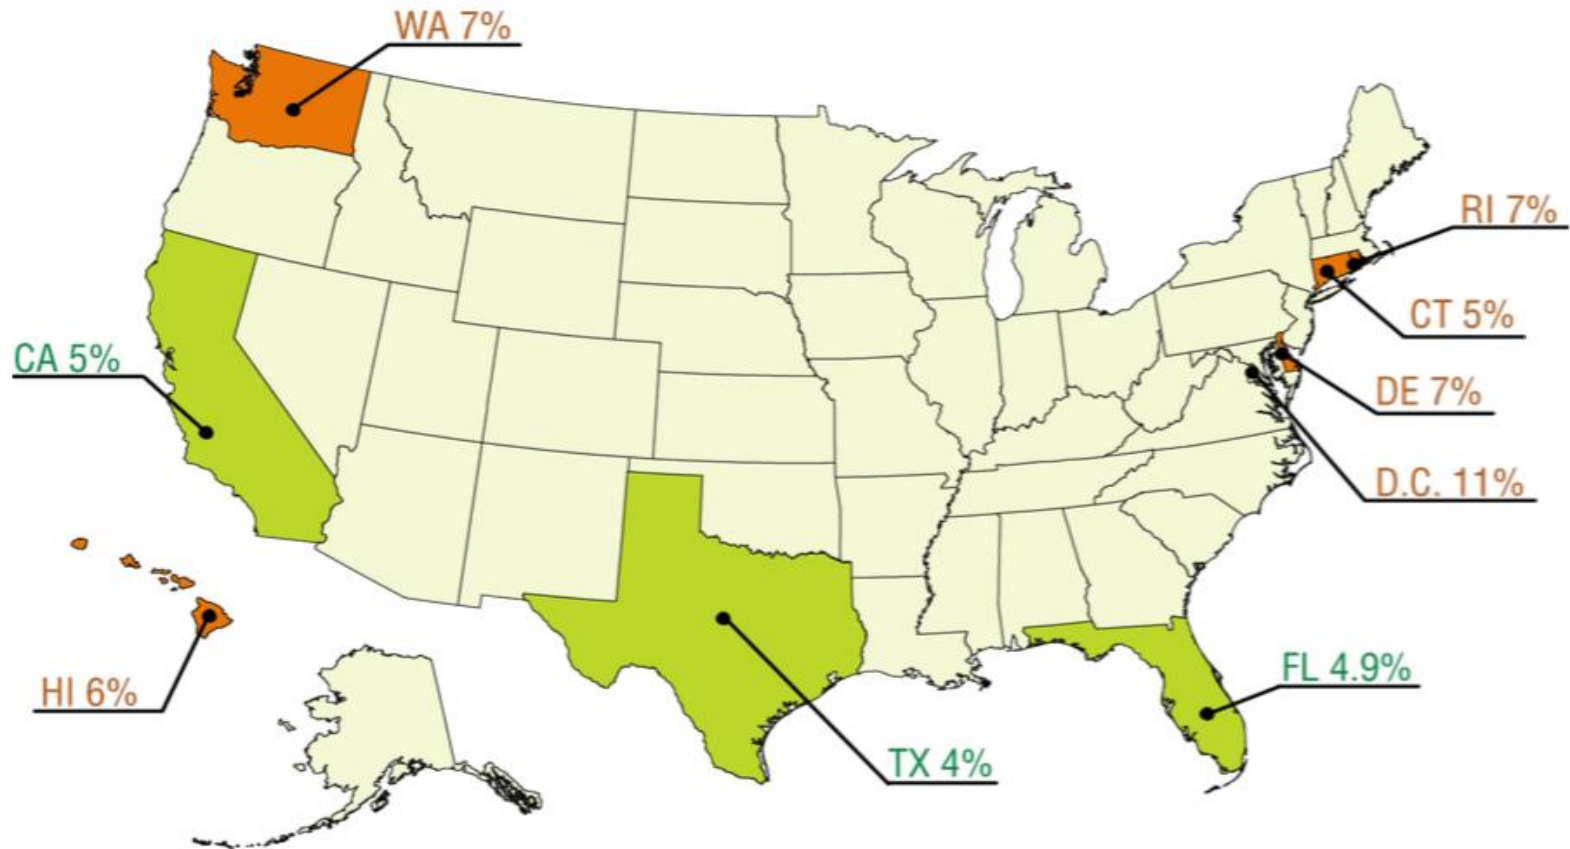 WA 7%
RI 7%
CT 5%
CA 5%
DE 7%
D.C. 11%
HI 6%
FL 4.9%
TX 4%